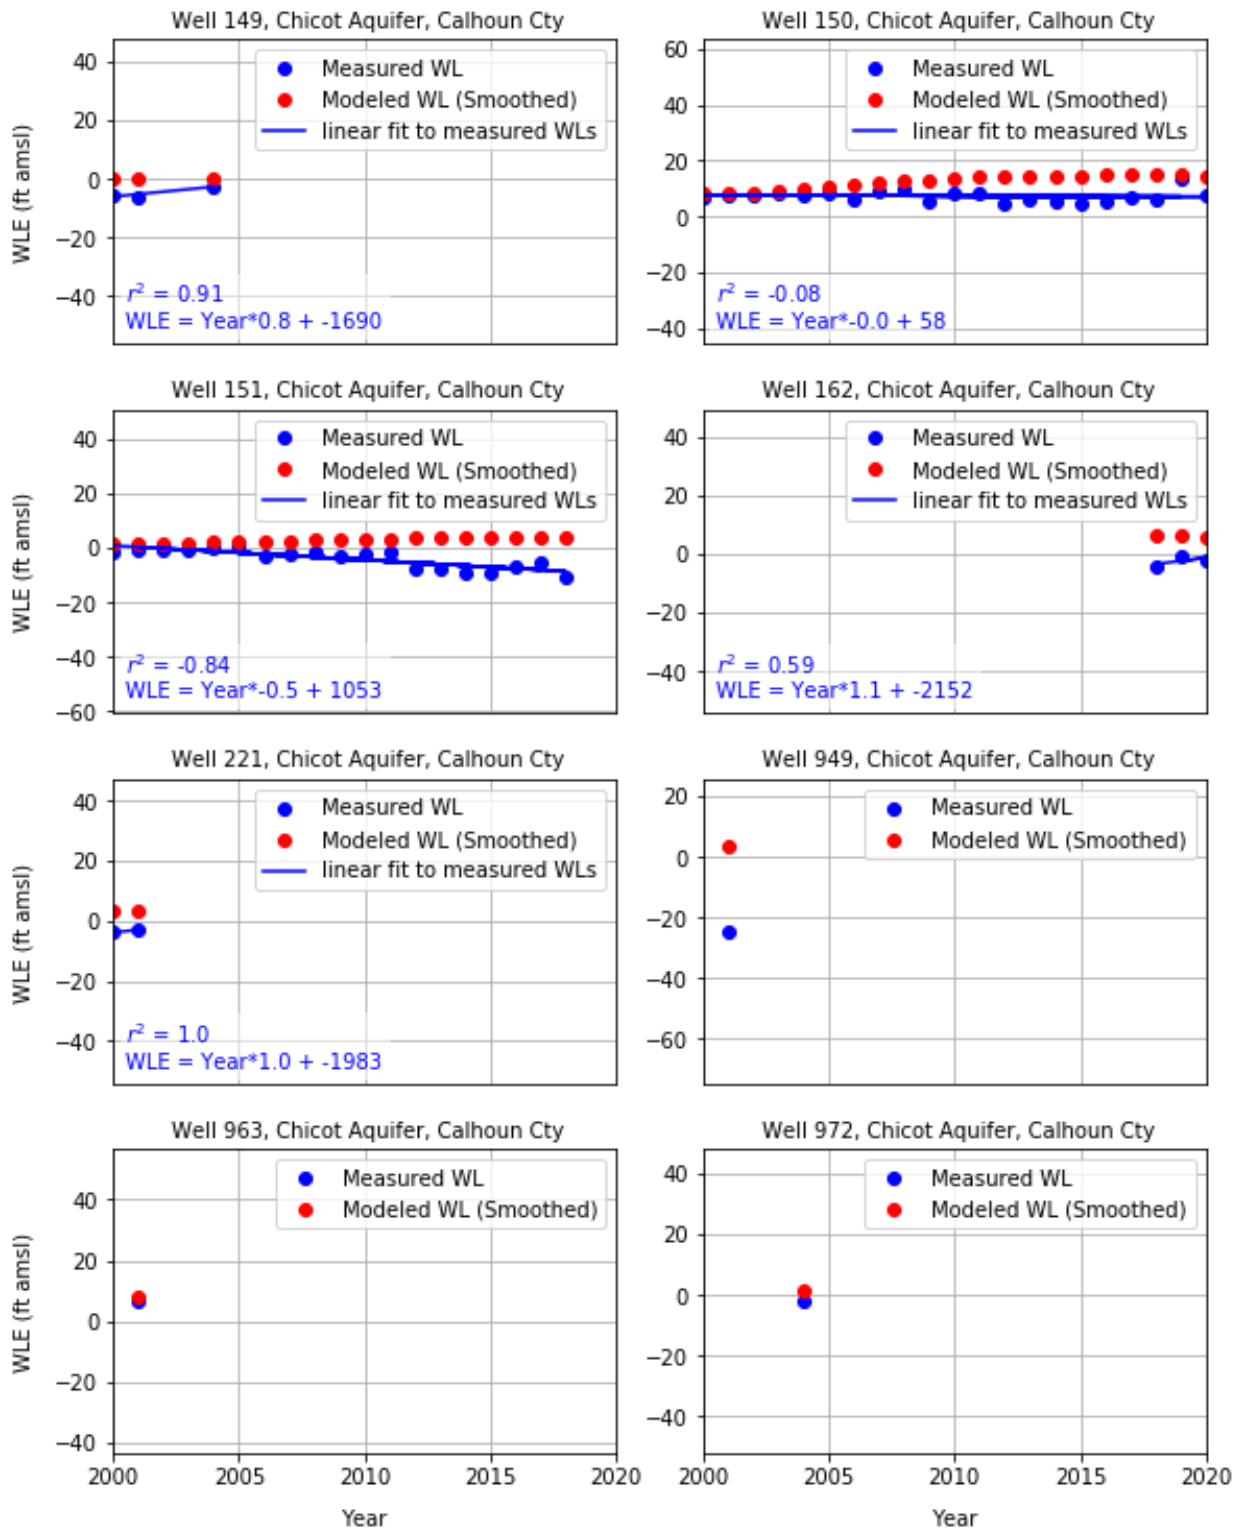 Well 149, Chicot Aquifer, Calhoun Cty
WLE (ft amsl)
40
20
0
−20
−40
Measured WL
Modeled WL (Smoothed)
linear fit to measured WLs
r² = 0.91
WLE = Year*0.8 + -1690
Well 150, Chicot Aquifer, Calhoun Cty
60
40
20
0
−20
−40
Measured WL
Modeled WL (Smoothed)
linear fit to measured WLs
r² = -0.08
WLE = Year*-0.0 + 58
Well 151, Chicot Aquifer, Calhoun Cty
WLE (ft amsl)
40
20
0
−20
−40
−60
Measured WL
Modeled WL (Smoothed)
linear fit to measured WLs
r² = -0.84
WLE = Year*-0.5 + 1053
Well 162, Chicot Aquifer, Calhoun Cty
40
20
0
−20
−40
Measured WL
Modeled WL (Smoothed)
linear fit to measured WLs
r² = 0.59
WLE = Year*1.1 + -2152
Well 221, Chicot Aquifer, Calhoun Cty
WLE (ft amsl)
40
20
0
−20
−40
Measured WL
Modeled WL (Smoothed)
linear fit to measured WLs
r² = 1.0
WLE = Year*1.0 + -1983
Well 949, Chicot Aquifer, Calhoun Cty
20
0
−20
−40
−60
Measured WL
Modeled WL (Smoothed)
Well 963, Chicot Aquifer, Calhoun Cty
WLE (ft amsl)
40
20
0
−20
−40
Measured WL
Modeled WL (Smoothed)
2000 2005 2010 2015 2020
Year
Well 972, Chicot Aquifer, Calhoun Cty
40
20
0
−20
−40
Measured WL
Modeled WL (Smoothed)
2000 2005 2010 2015 2020
Year